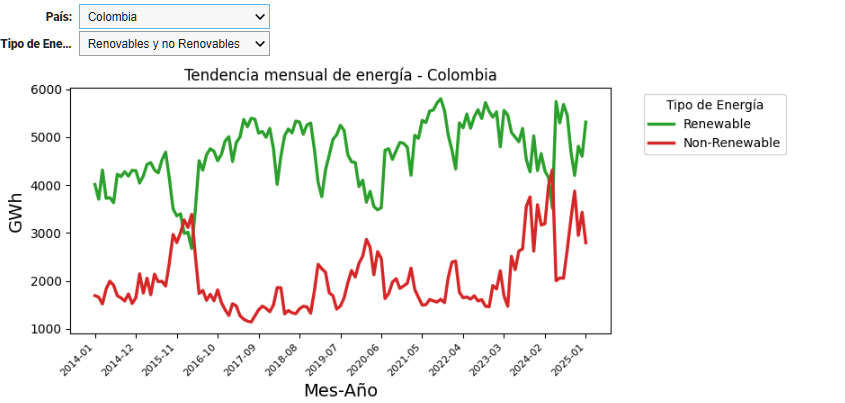 País: Colombia
Tipo de Ene... Renovables y no Renovables
Tendencia mensual de energía - Colombia
Tipo de Energía
Renewable
Non-Renewable
GWh
6000
5000
4000
3000
2000
1000
2014-01 2014-12 2015-11 2016-10 2017-09 2018-08 2019-07 2020-06 2021-05 2022-04 2023-03 2024-02 2025-01
Mes-Año